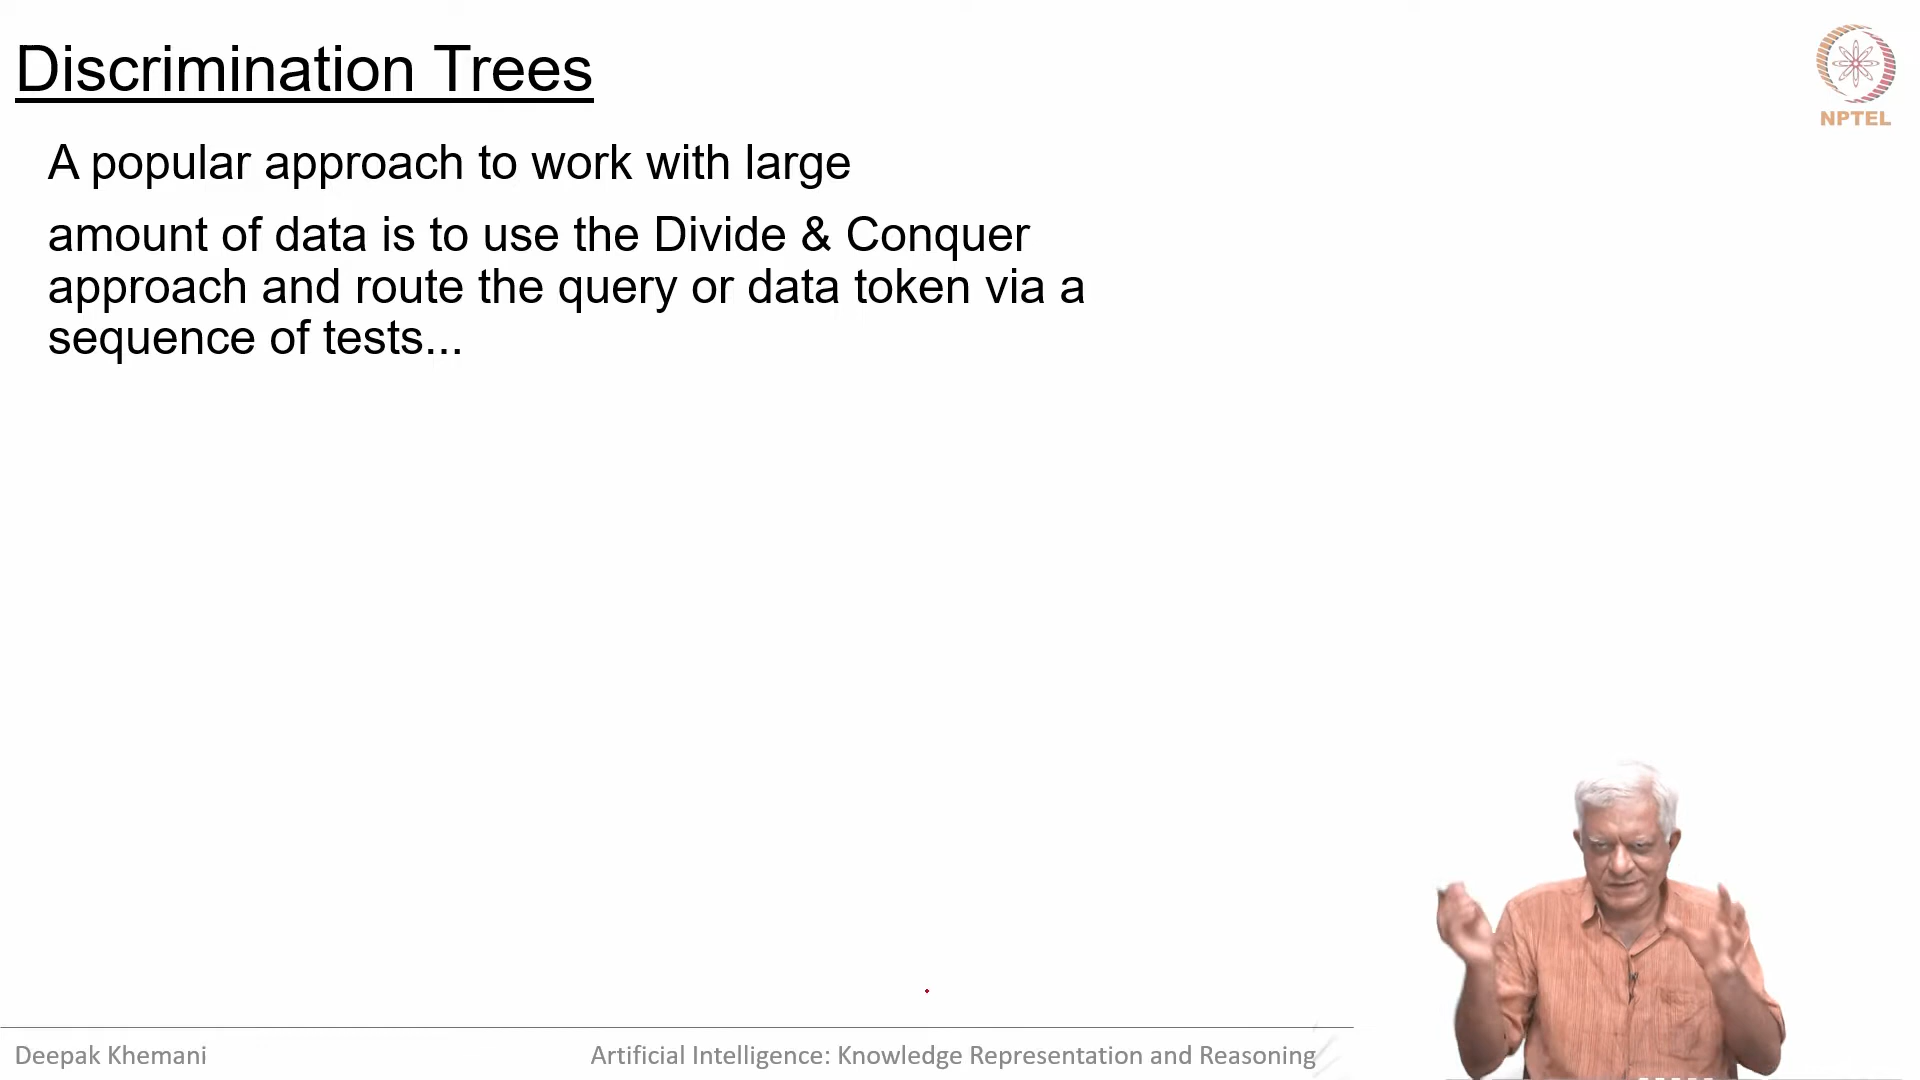 Discrimination Trees
NPTEL
A popular approach to work with large
amount of data is to use the Divide & Conquer
approach and route the query or data token via a
sequence of tests...
Deepak Khemani
Artificial Intelligence: Knowledge Representation and Reasoning